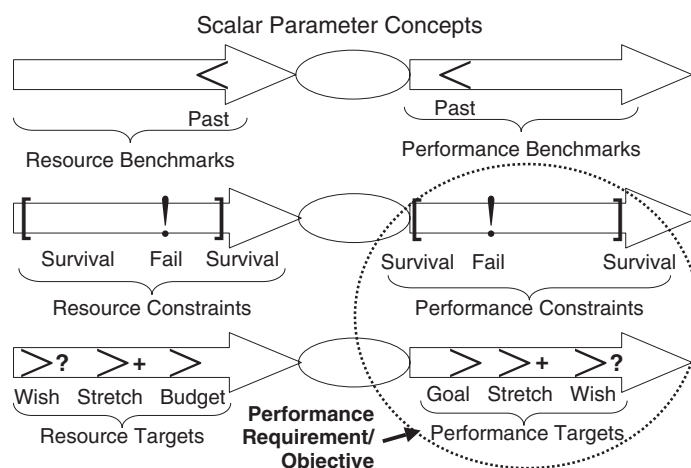 Scalar Parameter Concepts
Past
Past
Resource Benchmarks
Performance Benchmarks
[ ! ]
[ ! ]
Survival Fail Survival
Survival Fail Survival
Resource Constraints
Performance Constraints
>? >+ >
> >+ >?
Wish Stretch Budget
Goal Stretch Wish
Resource Targets
Performance Targets
Performance
Requirement/
Objective